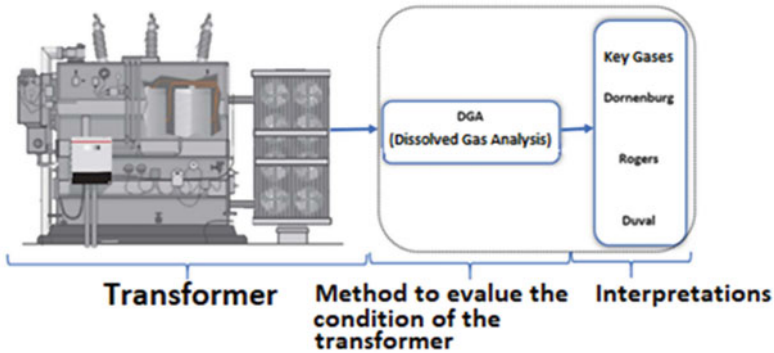 Key Gases
Dornenburg
DGA
(Dissolved Gas Analysis)
Rogers
Duval
Transformer
Method to evalue the
condition of the
transformer
Interpretations